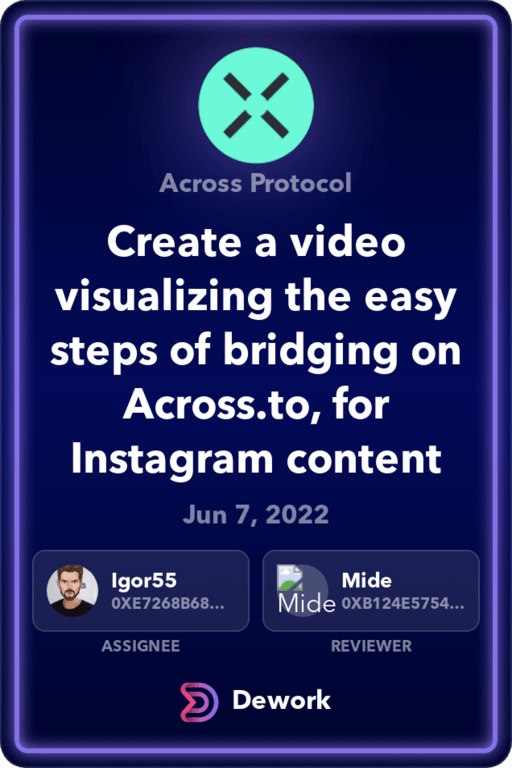 Across Protocol
Create a video
visualizing the easy
steps of bridging on
Across.to, for
Instagram content
Jun 7, 2022
Igor55
0XE7268B68...
ASSIGNEE
Mide
Mide
0XB124E5754...
REVIEWER
Dework